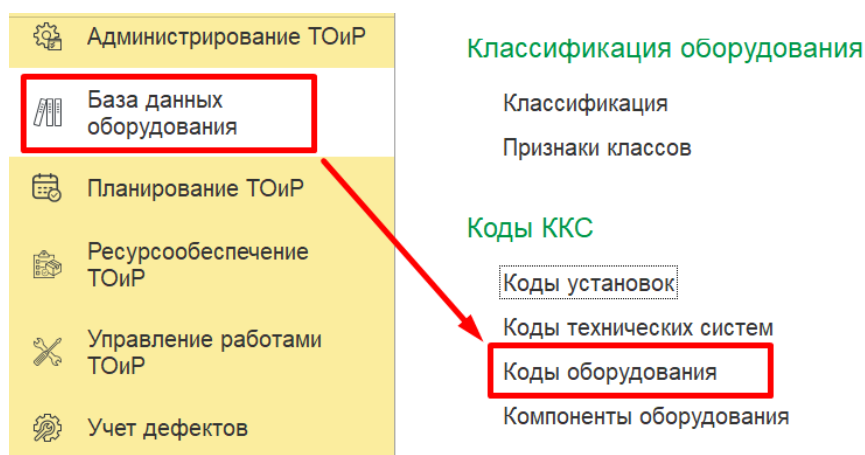 Администрирование ТОиР
База данных
оборудования
Планирование ТОиР
Ресурсообеспечение
ТОиР
Управление работами
ТОиР
Учет дефектов
Классификация оборудования
Классификация
Признаки классов
Коды ККС
Коды установок
Коды технических систем
Коды оборудования
Компоненты оборудования